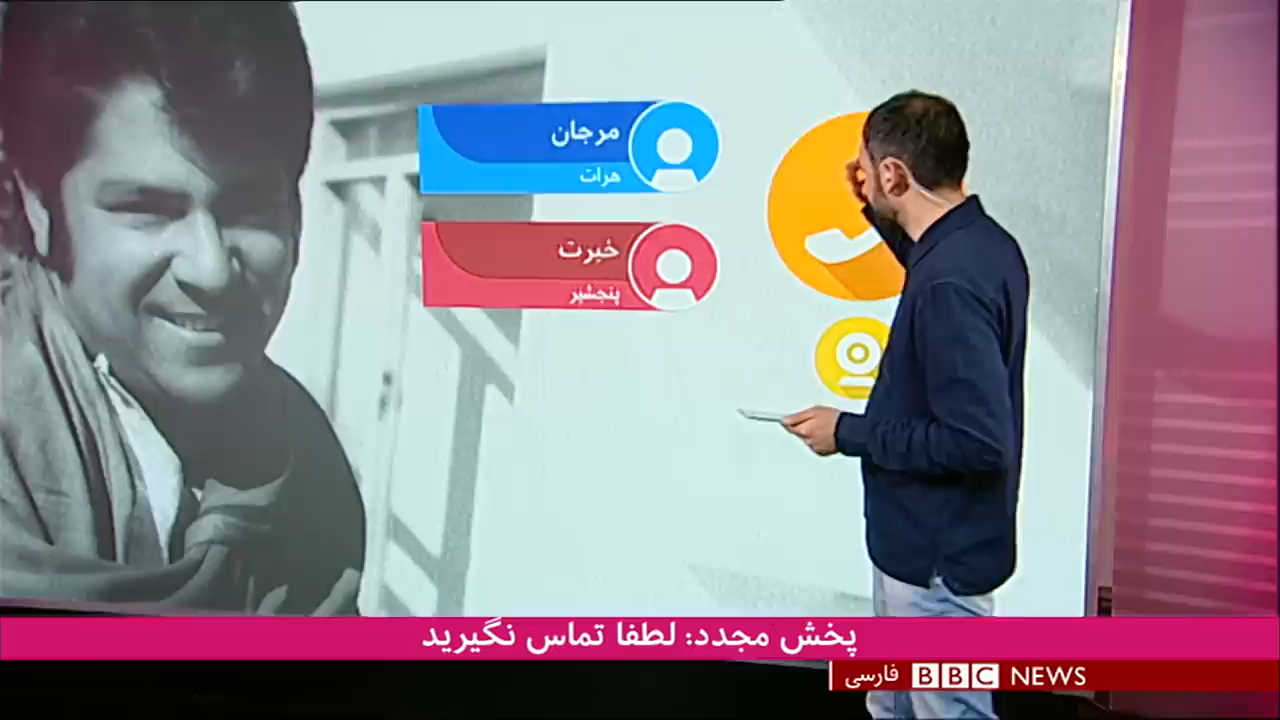 مرجان
هرات
خبرت
پنجشیر
پخش مجدد: لطفا تماس نگیرید
فارسی BBC NEWS